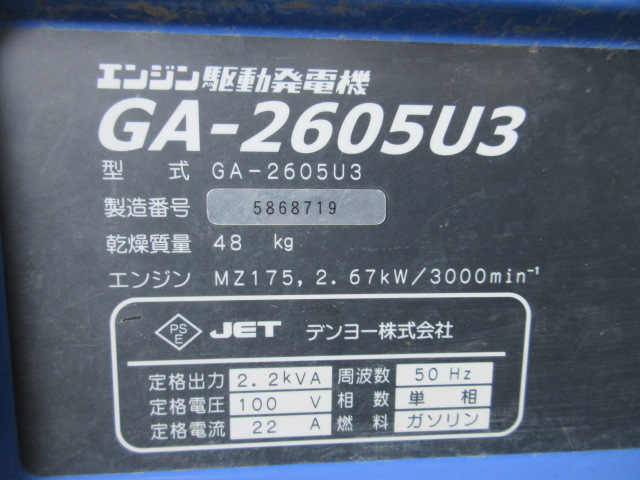 エンジン駆動発電機
GA-2605U3
型 式 GA-2605U3
製造番号 5868719
乾燥質量 48 kg
エンジン MZ175, 2.67kW/3000min⁻¹
PS E JET デンヨー株式会社
定格出力 2.2kVA 周波数 50 Hz
定格電圧 100 V 相 数 単 相
定格電流 22 A 燃 料 ガソリン